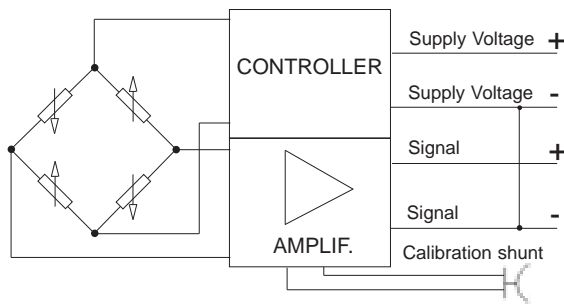 CONTROLLER
Supply Voltage +
Supply Voltage -
Signal +
AMPLIF.
Signal -
Calibration shunt